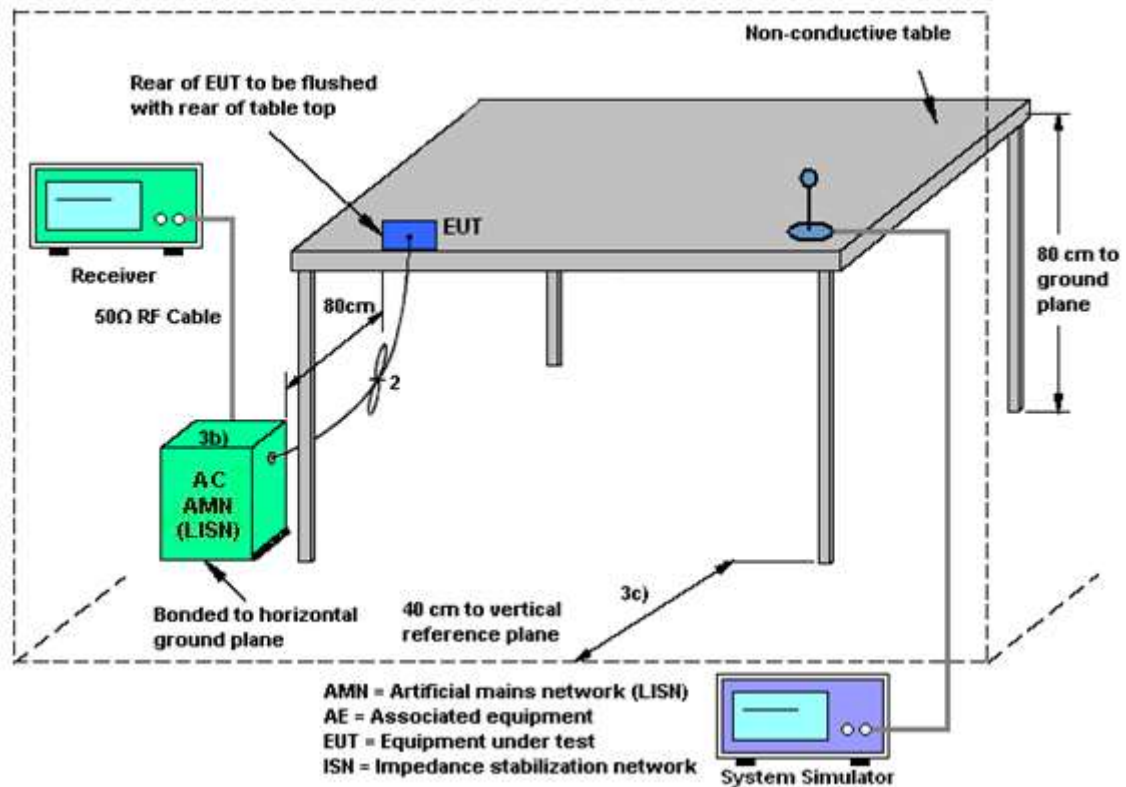 Non-conductive table
Rear of EUT to be flushed
with rear of table top
EUT
Receiver
80cm
80 cm to
ground
plane
50Ω RF Cable
2
3b)
AC
AMN
(LISN)
3c)
Bonded to horizontal
ground plane
40 cm to vertical
reference plane
AMN = Artificial mains network (LISN)
AE = Associated equipment
EUT = Equipment under test
ISN = Impedance stabilization network
System Simulator